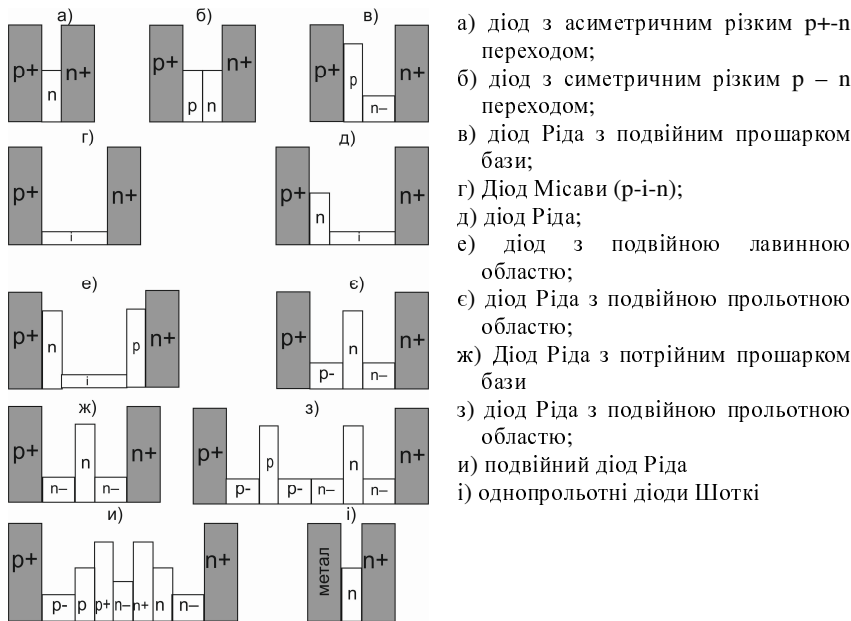 а)
б)
в)
p+
n
n+
p+
p
n
n+
p+
p
n–
n+
г)
д)
p+
i
n+
p+
n
i
n+
е)
є)
p+
n
i
p
n+
p+
p-
n
n–
n+
ж)
з)
p+
n–
n
n–
n+
p+
p-
p
p-
n–
n
n–
n+
и)
і)
p+
p-
p
p+
n–
n+
n
n–
n+
метал
n
n+
а) діод з асиметричним різким p+-n
переходом;
б) діод з симетричним різким p – n
переходом;
в) діод Ріда з подвійним прошарком
бази;
г) Діод Місави (p-i-n);
д) діод Ріда;
е) діод з подвійною лавинною
областю;
є) діод Ріда з подвійною прольотною
областю;
ж) Діод Ріда з потрійним прошарком
бази
з) діод Ріда з подвійною прольотною
областю;
и) подвійний діод Ріда
і) однопрольотні діоди Шоткі